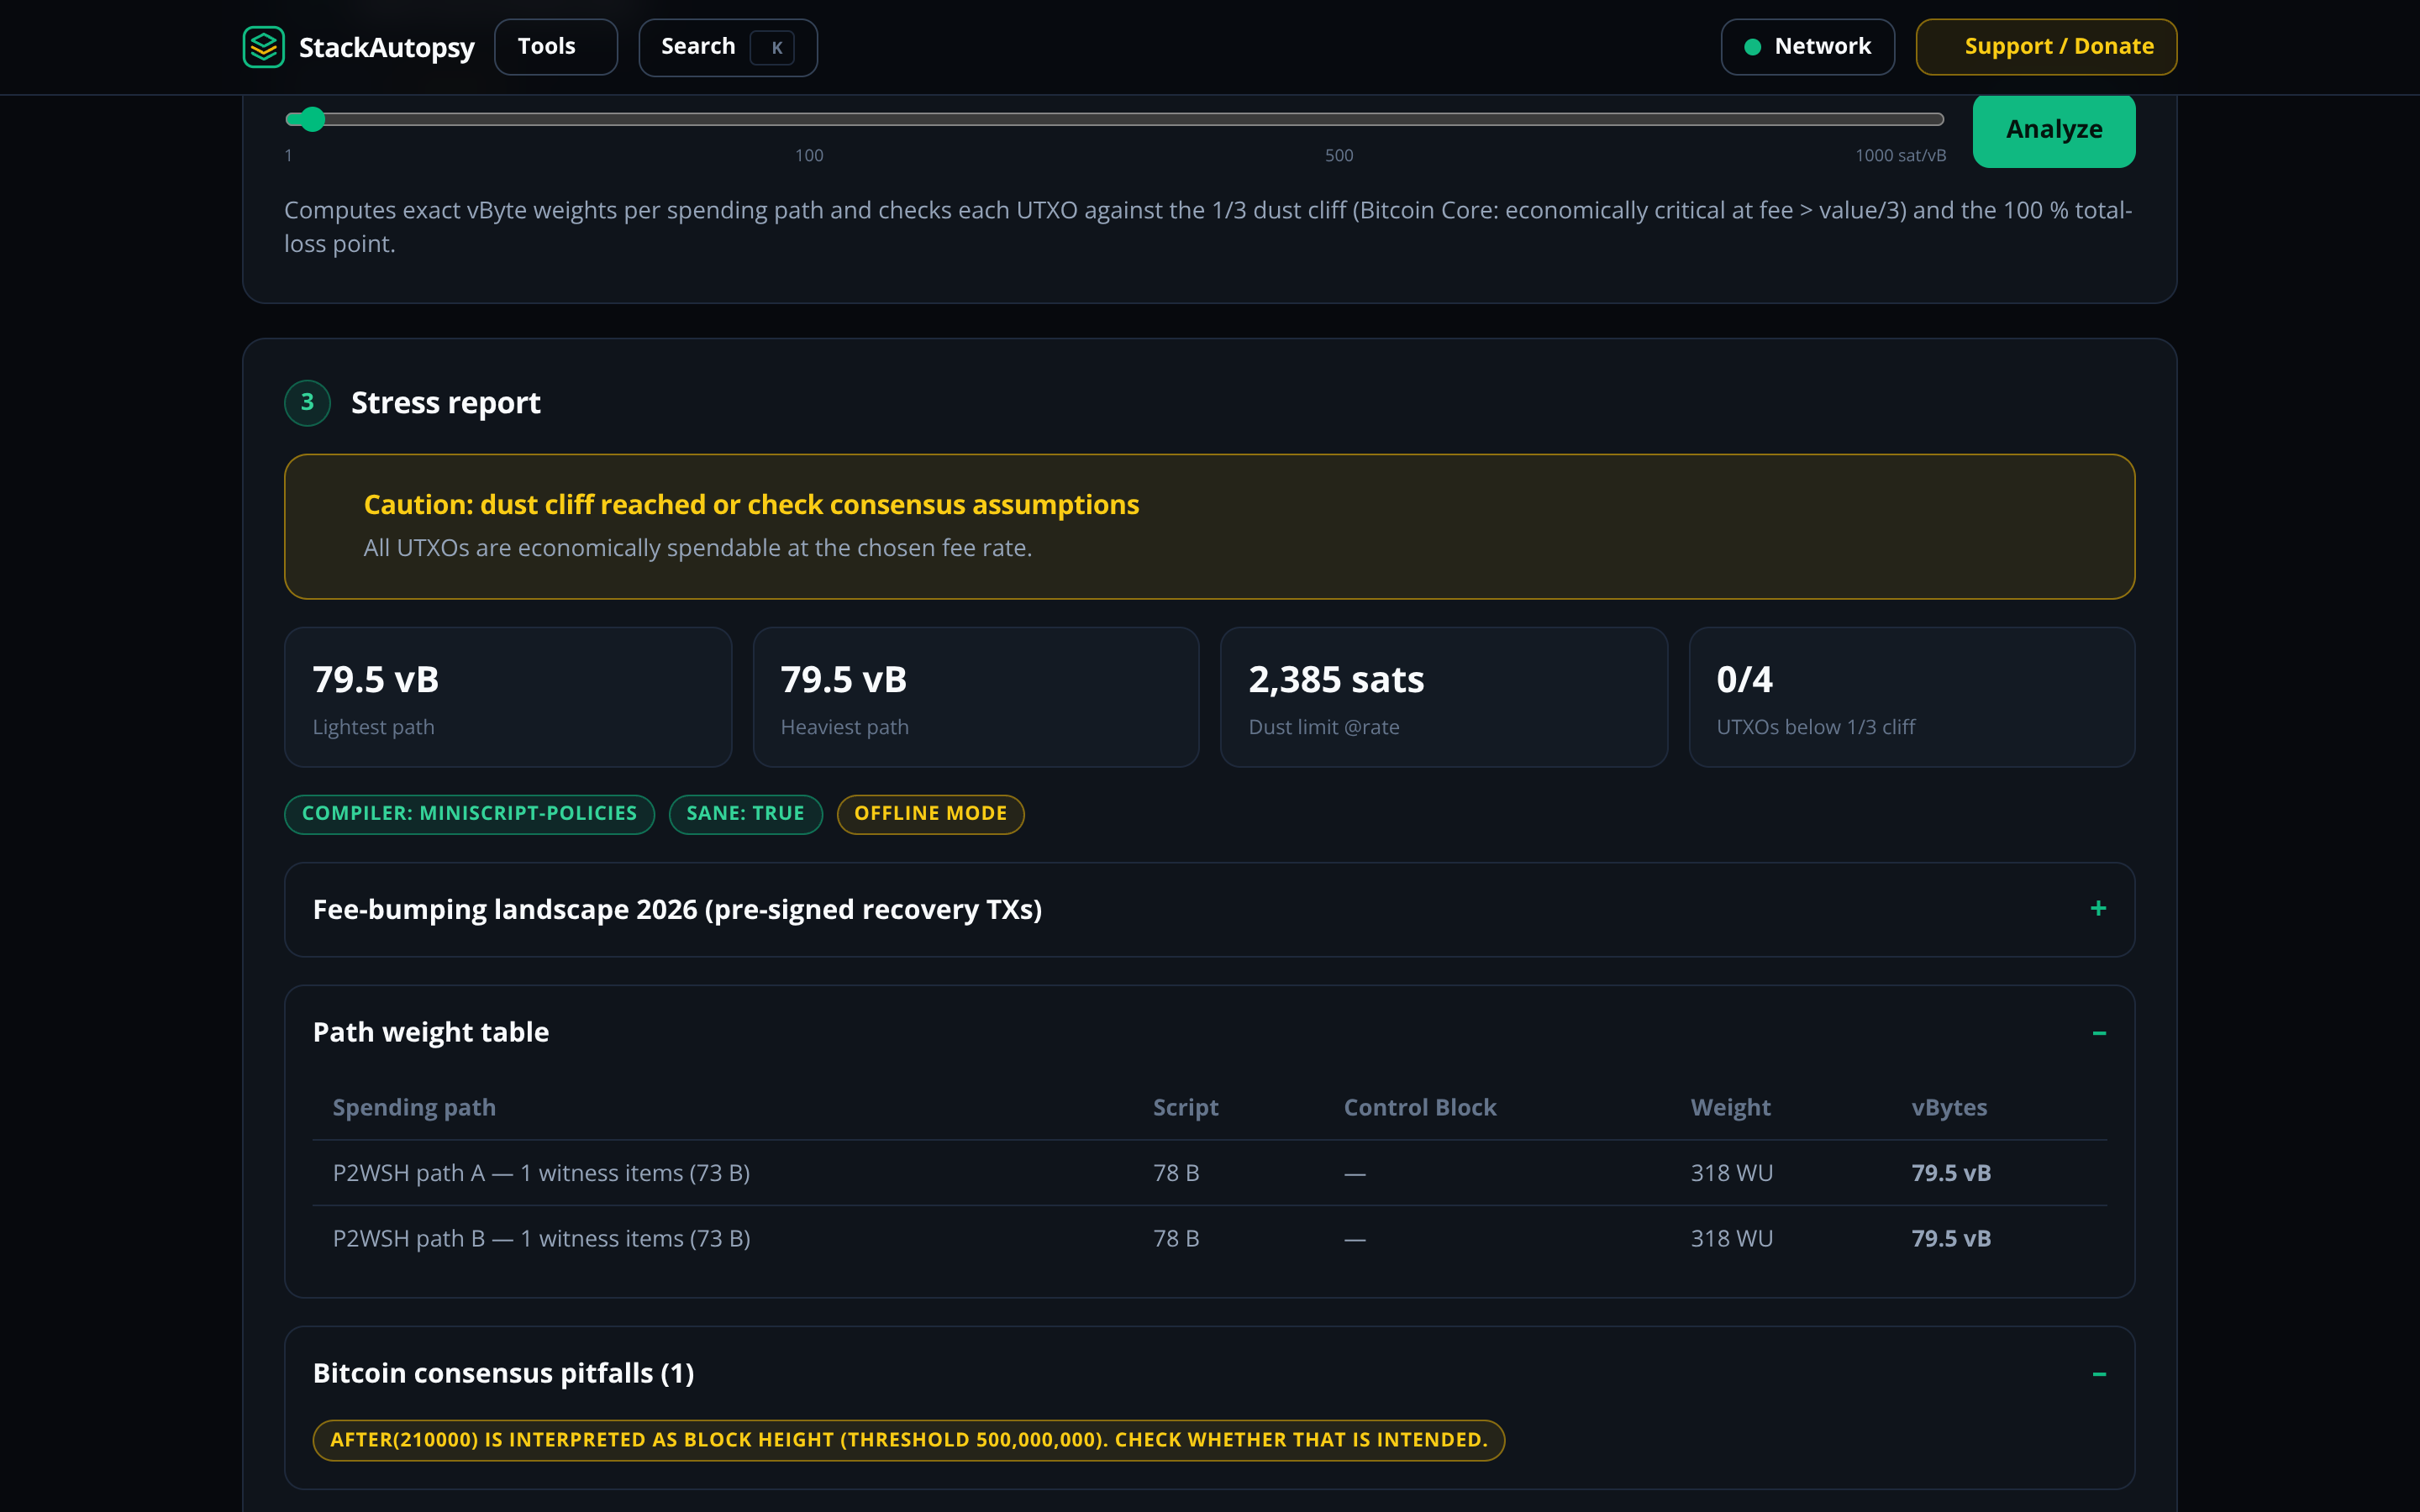 StackAutopsy
Tools
Search K
Network
Support / Donate
1
100
500
1000 sat/vB
Analyze
Computes exact vByte weights per spending path and checks each UTXO against the 1/3 dust cliff (Bitcoin Core: economically critical at fee > value/3) and the 100 % total-
loss point.
3
Stress report
Caution: dust cliff reached or check consensus assumptions
All UTXOs are economically spendable at the chosen fee rate.
79.5 vB
Lightest path
79.5 vB
Heaviest path
2,385 sats
Dust limit @rate
0/4
UTXOs below 1/3 cliff
COMPILER: MINISCRIPT-POLICIES
SANE: TRUE
OFFLINE MODE
Fee-bumping landscape 2026 (pre-signed recovery TXs) +
Path weight table –
Spending path Script Control Block Weight vBytes
P2WSH path A — 1 witness items (73 B) 78 B — 318 WU 79.5 vB
P2WSH path B — 1 witness items (73 B) 78 B — 318 WU 79.5 vB
Bitcoin consensus pitfalls (1) –
AFTER(210000) IS INTERPRETED AS BLOCK HEIGHT (THRESHOLD 500,000,000). CHECK WHETHER THAT IS INTENDED.